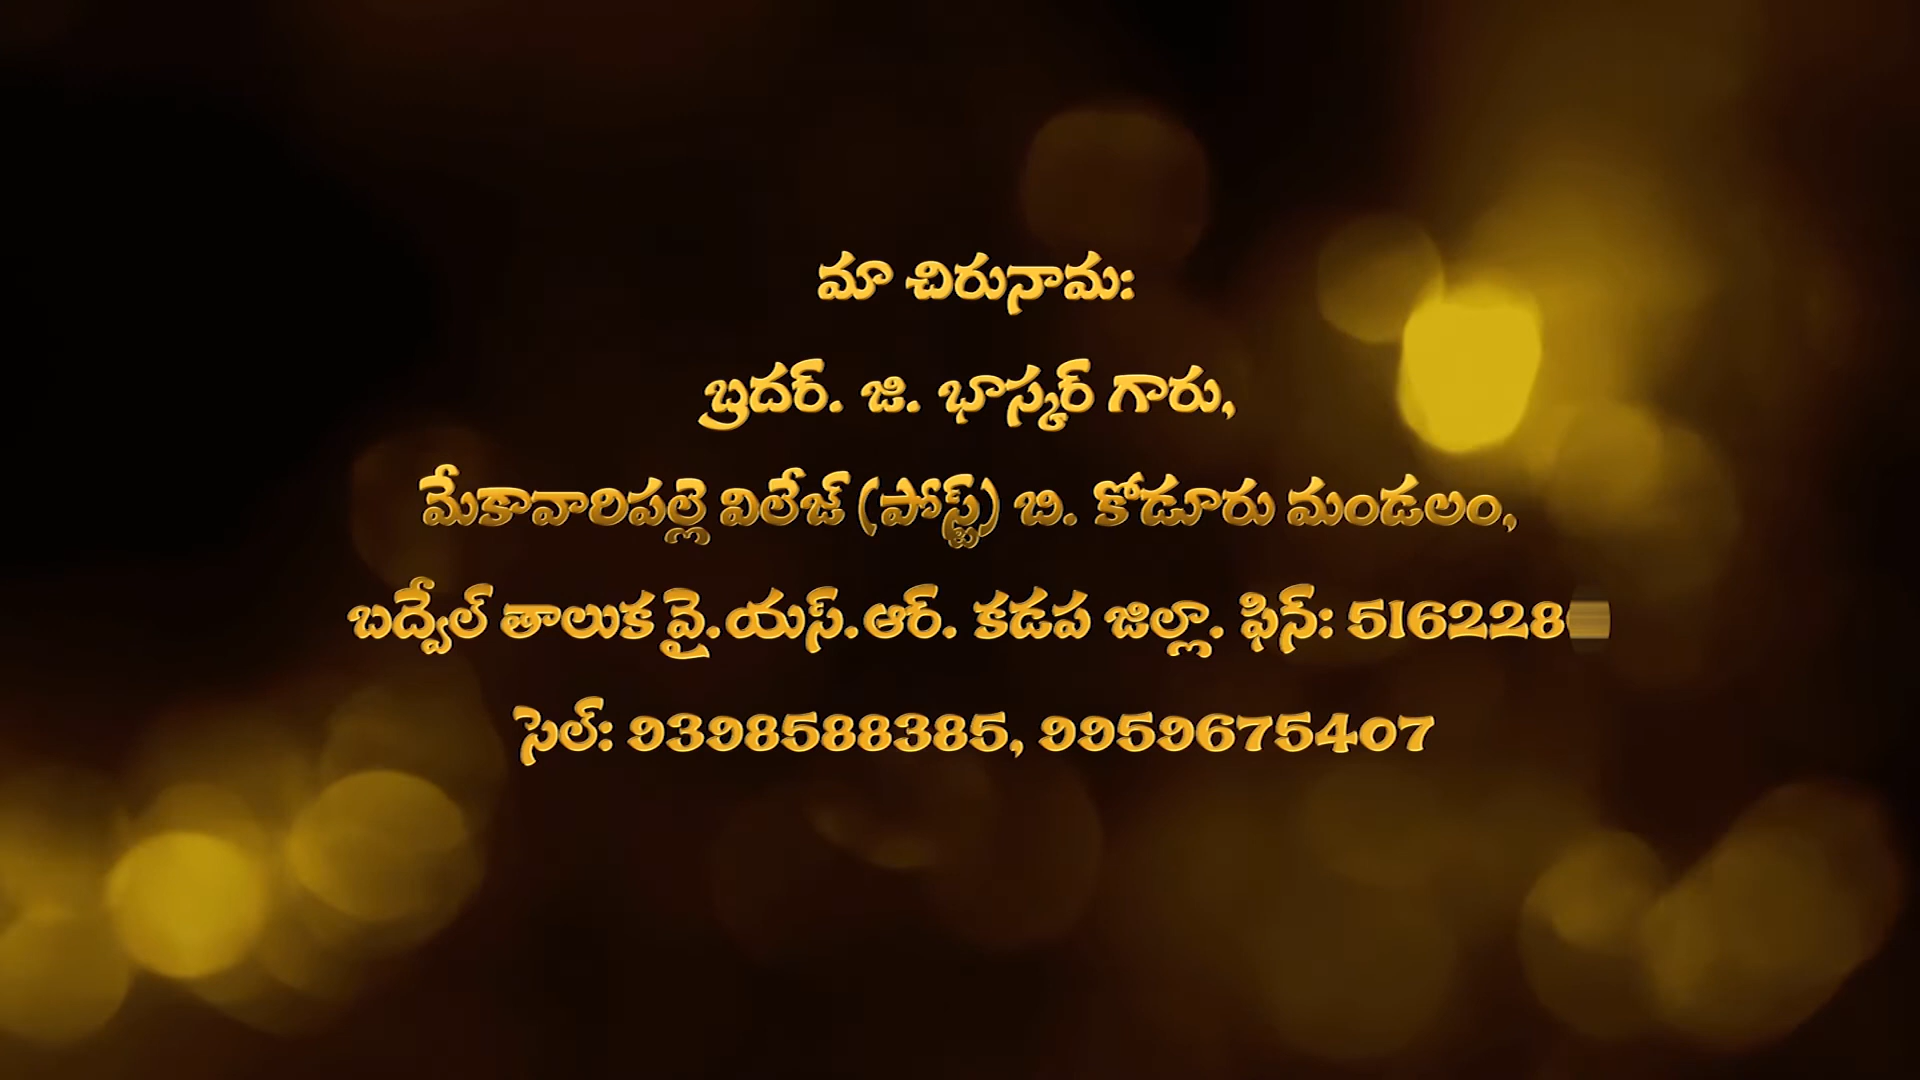 మా చిరునామ:
బ్రదర్. జి. భాస్కర్ గారు,
మేకావారిపల్లె విలేజ్ (పోస్ట్) బి. కోడూరు మండలం,
బద్వేల్ తాలుక వై.యస్.ఆర్. కడప జిల్లా. ఫిన్: 516228
సెల్: 9398588385, 9959675407